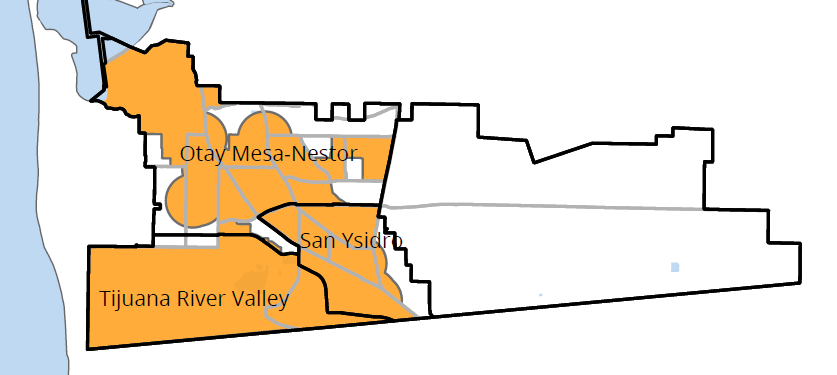 Otay Mesa-Nestor
San Ysidro
Tijuana River Valley